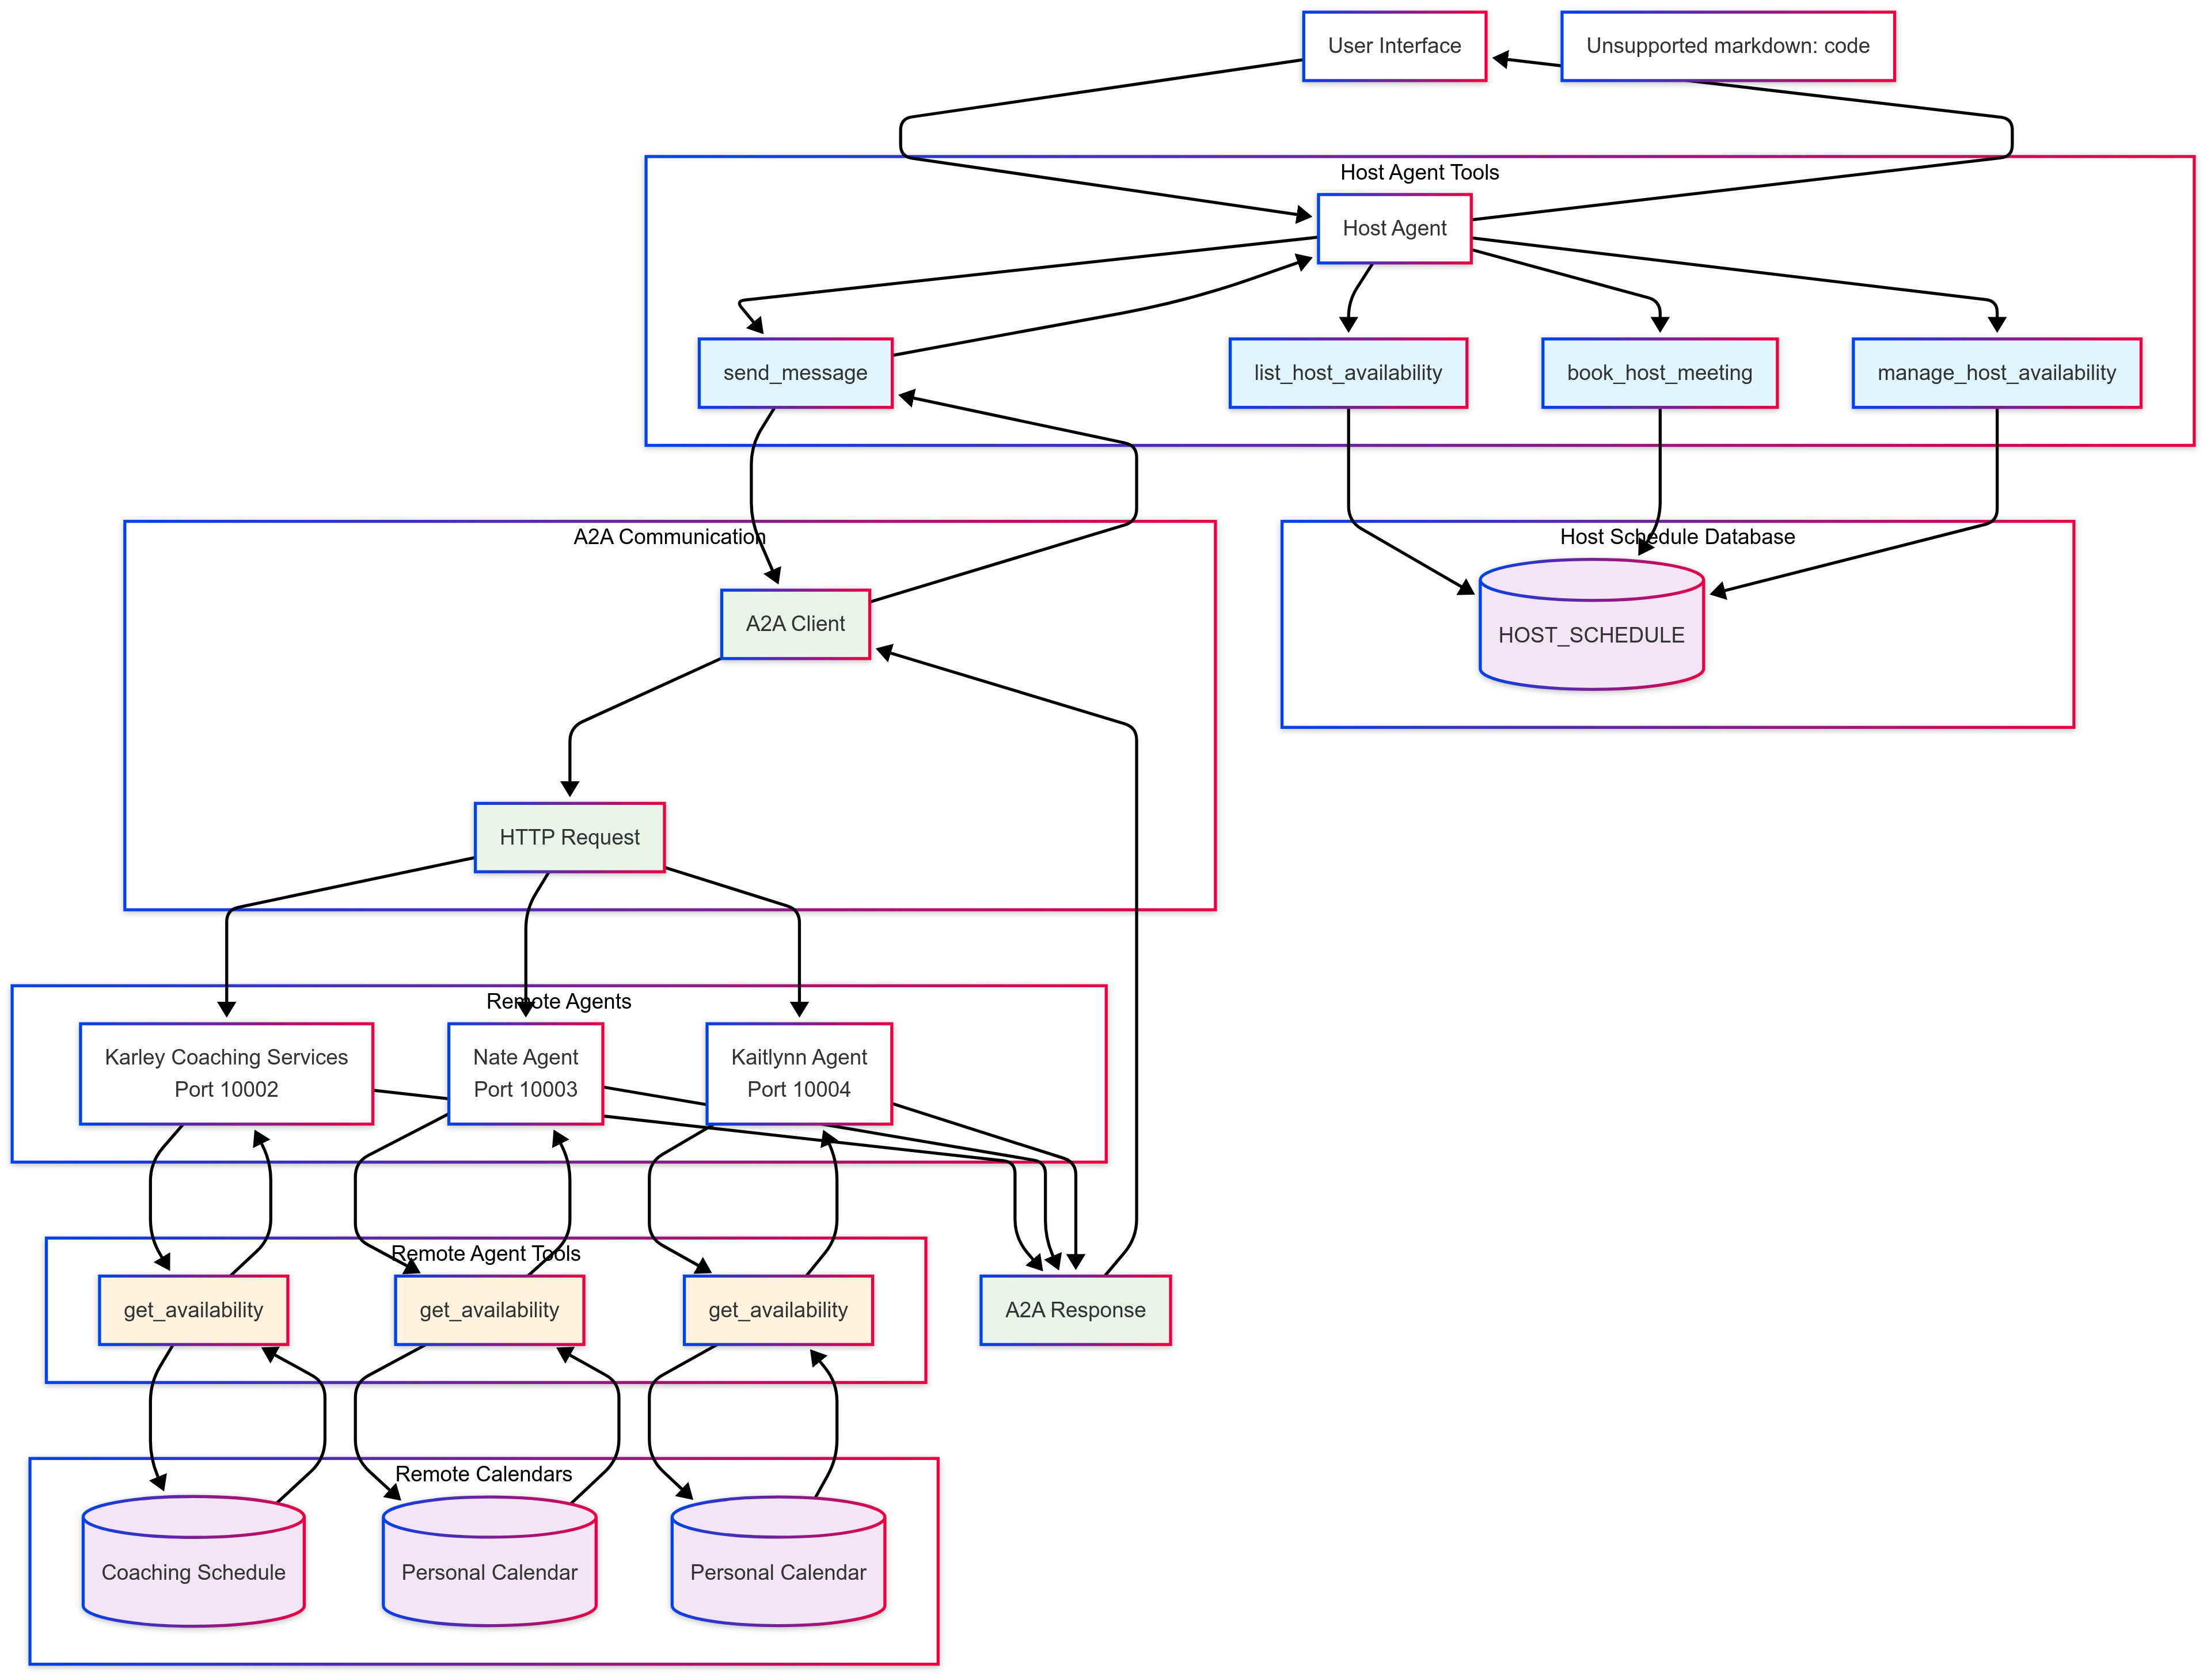 User Interface
Unsupported markdown: code
Host Agent Tools
Host Agent
send_message
list_host_availability
book_host_meeting
manage_host_availability
A2A Communication
Host Schedule Database
A2A Client
HOST_SCHEDULE
HTTP Request
Remote Agents
Karley Coaching Services
Port 10002
Nate Agent
Port 10003
Kaitlynn Agent
Port 10004
Remote Agent Tools
get_availability
get_availability
get_availability
A2A Response
Remote Calendars
Coaching Schedule
Personal Calendar
Personal Calendar